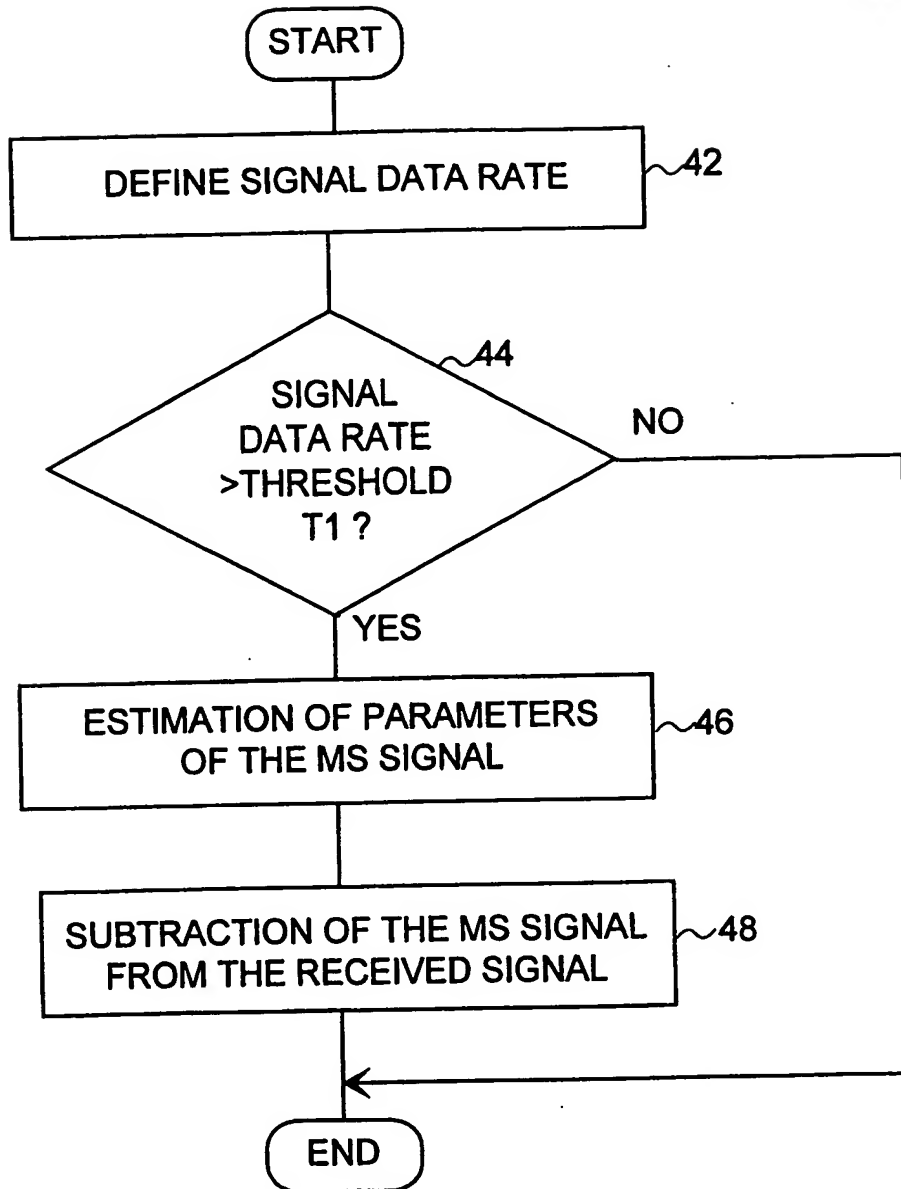 START
DEFINE SIGNAL DATA RATE
42
44
SIGNAL
DATA RATE
>THRESHOLD
T1 ?
NO
YES
ESTIMATION OF PARAMETERS
OF THE MS SIGNAL
46
SUBTRACTION OF THE MS SIGNAL
FROM THE RECEIVED SIGNAL
48
END